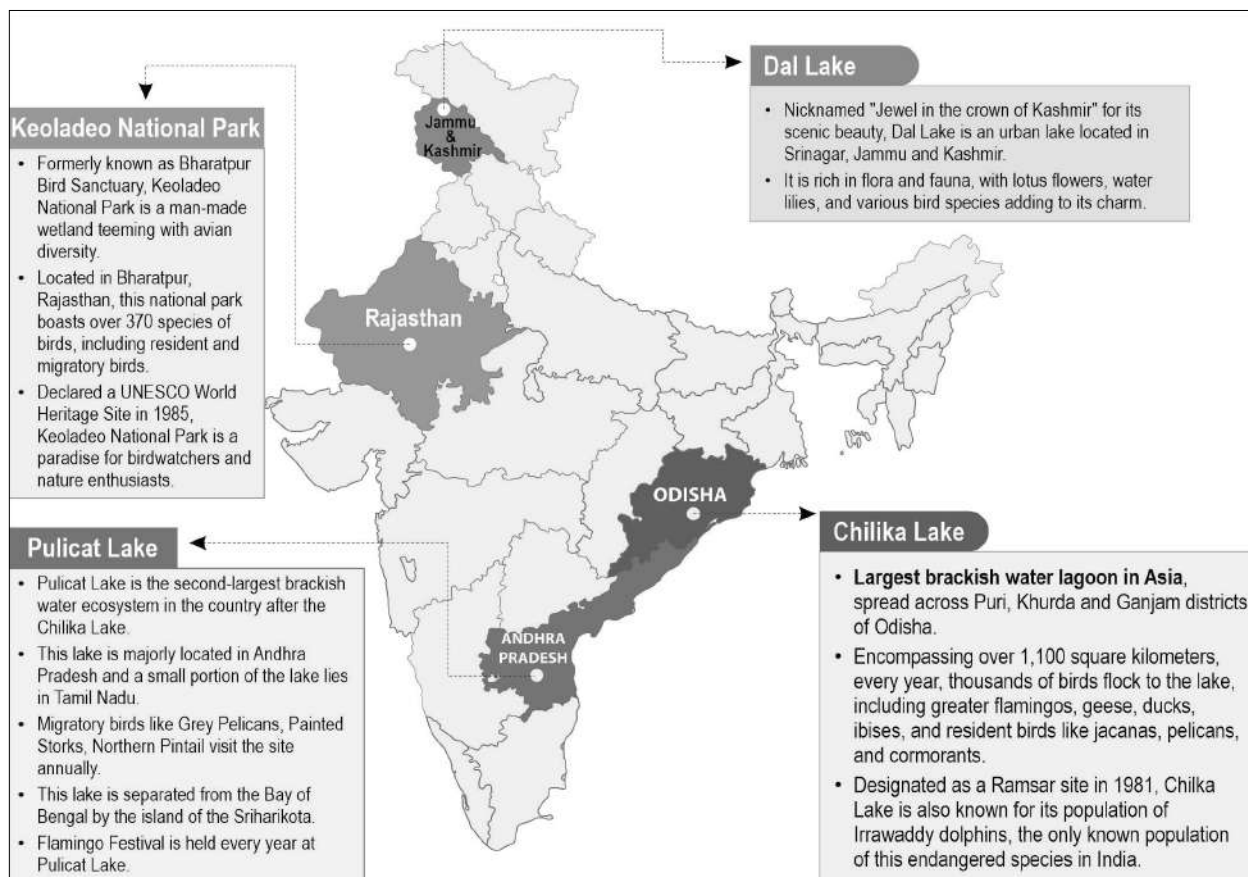 Dal Lake
• Nicknamed "Jewel in the crown of Kashmir" for its
scenic beauty, Dal Lake is an urban lake located in
Srinagar, Jammu and Kashmir.
• It is rich in flora and fauna, with lotus flowers, water
lilies, and various bird species adding to its charm.
Jammu
&
Kashmir
Keoladeo National Park
• Formerly known as Bharatpur
Bird Sanctuary, Keoladeo
National Park is a man-made
wetland teeming with avian
diversity.
• Located in Bharatpur,
Rajasthan, this national park
boasts over 370 species of
birds, including resident and
migratory birds.
• Declared a UNESCO World
Heritage Site in 1985,
Keoladeo National Park is a
paradise for birdwatchers and
nature enthusiasts.
Rajasthan
ODISHA
Pulicat Lake
• Pulicat Lake is the second-largest brackish
water ecosystem in the country after the
Chilika Lake.
• This lake is majorly located in Andhra
Pradesh and a small portion of the lake lies
in Tamil Nadu.
• Migratory birds like Grey Pelicans, Painted
Storks, Northern Pintail visit the site
annually.
• This lake is separated from the Bay of
Bengal by the island of the Sriharikota.
• Flamingo Festival is held every year at
Pulicat Lake.
ANDHRA
PRADESH
Chilika Lake
• Largest brackish water lagoon in Asia,
spread across Puri, Khurda and Ganjam districts
of Odisha.
• Encompassing over 1,100 square kilometers,
every year, thousands of birds flock to the lake,
including greater flamingos, geese, ducks,
ibises, and resident birds like jacanas, pelicans,
and cormorants.
• Designated as a Ramsar site in 1981, Chilka
Lake is also known for its population of
Irrawaddy dolphins, the only known population
of this endangered species in India.